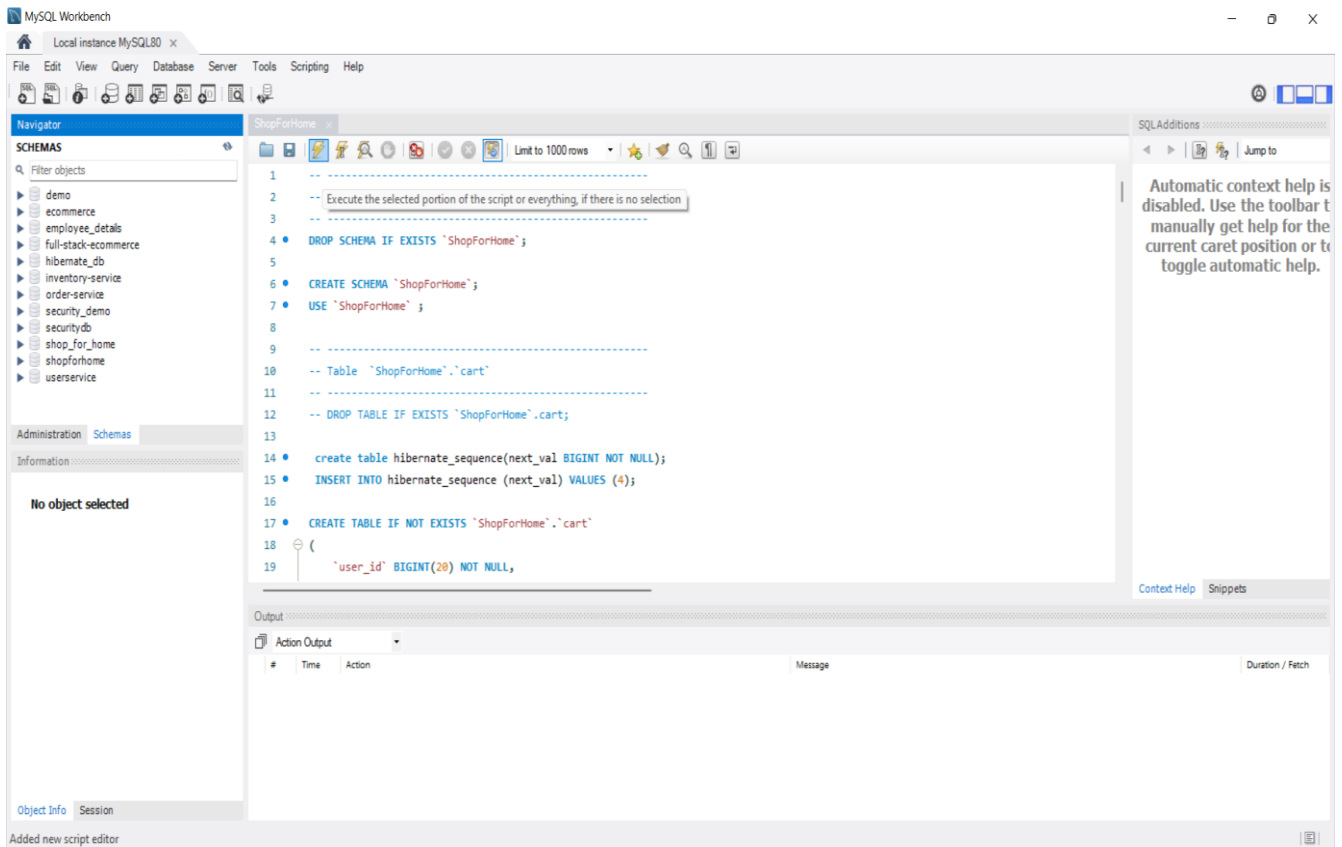 MySQL Workbench
Local instance MySQL80
File Edit View Query Database Server Tools Scripting Help
Navigator
SCHEMAS
Filter objects
demo
ecommerce
employee_details
full-stack-ecommerce
hibernate_db
inventory-service
order-service
security_demo
securitydb
shop_for_home
shopforhome
userservice
Administration Schemas
Information
No object selected
Object Info Session
Added new script editor
ShopForHome
Limit to 1000 rows
1 -- ---------------------------------------------------
2 --
Execute the selected portion of the script or everything, if there is no selection
3 -- ---------------------------------------------------
4 DROP SCHEMA IF EXISTS `ShopForHome`;
5
6 CREATE SCHEMA `ShopForHome`;
7 USE `ShopForHome` ;
8
9 -- ---------------------------------------------------
10 -- Table `ShopForHome`.`cart`
11 -- ---------------------------------------------------
12 -- DROP TABLE IF EXISTS `ShopForHome`.cart;
13
14 create table hibernate_sequence(next_val BIGINT NOT NULL);
15 INSERT INTO hibernate_sequence (next_val) VALUES (4);
16
17 CREATE TABLE IF NOT EXISTS `ShopForHome`.`cart`
18 (
19 `user_id` BIGINT(20) NOT NULL,
Output
Action Output
# Time Action Message Duration / Fetch
SQLAdditions
Jump to
Automatic context help is
disabled. Use the toolbar t
manually get help for the
current caret position or to
toggle automatic help.
Context Help Snippets